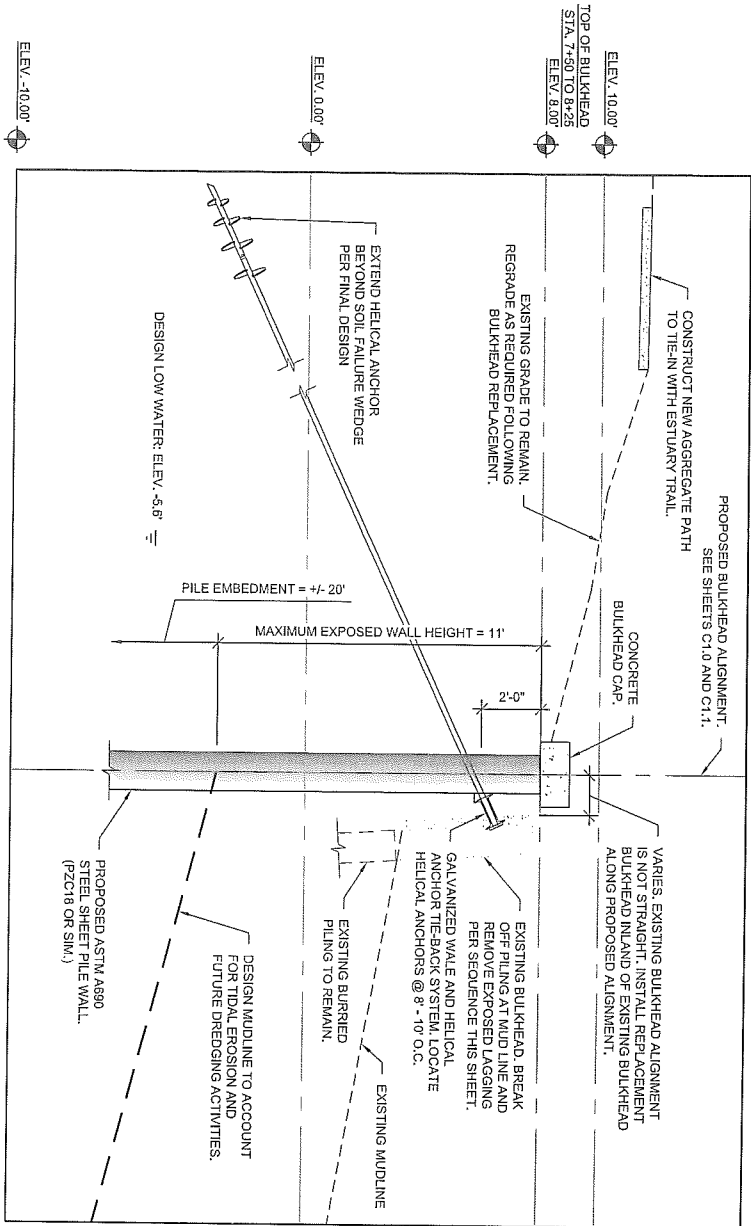 ELEV. 10.00'
TOP OF BULKHEAD
STA. 7+50 TO 8+25
ELEV. 8.00'
ELEV. 0.00'
ELEV. -10.00'
CONSTRUCT NEW AGGREGATE PATH
TO TIE-IN WITH ESTUARY TRAIL.
PROPOSED BULKHEAD ALIGNMENT.
SEE SHEETS C1.0 AND C1.1.
EXISTING GRADE TO REMAIN.
REGRADE AS REQUIRED FOLLOWING
BULKHEAD REPLACEMENT.
CONCRETE
BULKHEAD CAP.
VARIES. EXISTING BULKHEAD ALIGNMENT
IS NOT STRAIGHT. INSTALL REPLACEMENT
BULKHEAD INLAND OF EXISTING BULKHEAD
ALONG PROPOSED ALIGNMENT.
2'-0"
EXISTING BULKHEAD. BREAK
OFF PILING AT MUD LINE AND
REMOVE EXPOSED LAGGING
PER SEQUENCE THIS SHEET.
GALVANIZED WALE AND HELICAL
ANCHOR TIE-BACK SYSTEM. LOCATE
HELICAL ANCHORS @ 8' - 10' O.C.
EXTEND HELICAL ANCHOR
BEYOND SOIL FAILURE WEDGE
PER FINAL DESIGN
MAXIMUM EXPOSED WALL HEIGHT = 11'
PILE EMBEDMENT = +/- 20'
EXISTING BURRIED
PILING TO REMAIN.
EXISTING MUDLINE
DESIGN LOW WATER: ELEV. -5.6'
DESIGN MUDLINE TO ACCOUNT
FOR TIDAL EROSION AND
FUTURE DREDGING ACTIVITIES.
PROPOSED ASTM A690
STEEL SHEET PILE WALL.
(PZC18 OR SIM.)